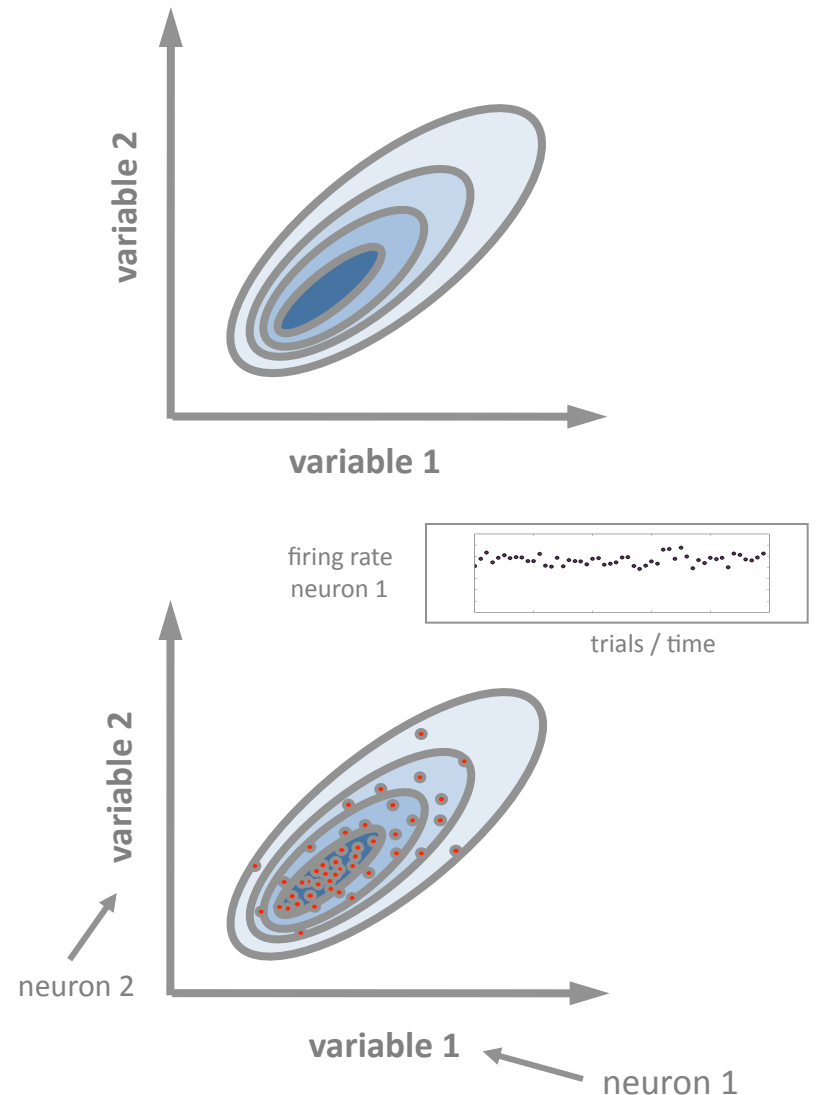 variable 2
variable 1
firing rate
neuron 1
trials / time
variable 2
neuron 2
variable 1
neuron 1